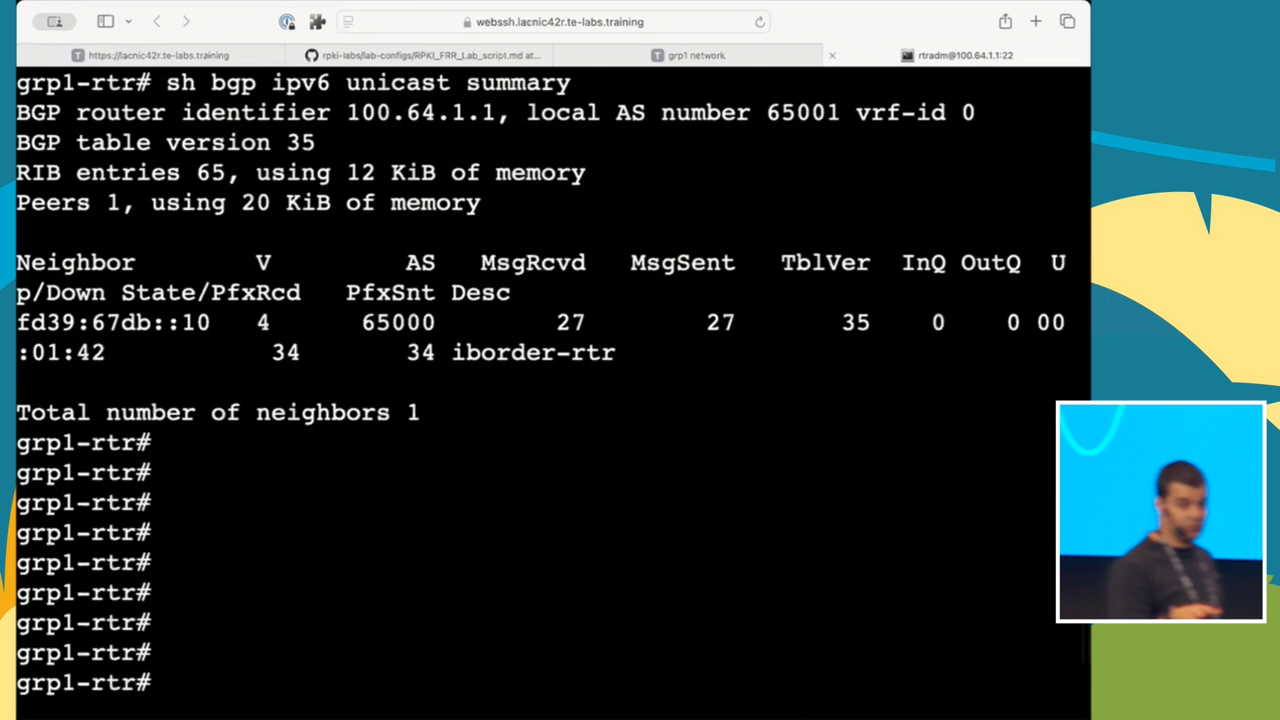 webssh.lacnic42r.te-labs.training
https://lacnic42r.te-labs.training
rpki-labs/lab-configs/RPKI_FRR_Lab_script.md at...
grp1 network
rtradm@100.64.1.1:22
grp1-rtr# sh bgp ipv6 unicast summary
BGP router identifier 100.64.1.1, local AS number 65001 vrf-id 0
BGP table version 35
RIB entries 65, using 12 KiB of memory
Peers 1, using 20 KiB of memory
Neighbor V AS MsgRcvd MsgSent TblVer InQ OutQ U
p/Down State/PfxRcd PfxSnt Desc
fd39:67db::10 4 65000 27 27 35 0 0 00
:01:42 34 34 iborder-rtr
Total number of neighbors 1
grp1-rtr#
grp1-rtr#
grp1-rtr#
grp1-rtr#
grp1-rtr#
grp1-rtr#
grp1-rtr#
grp1-rtr#
grp1-rtr#